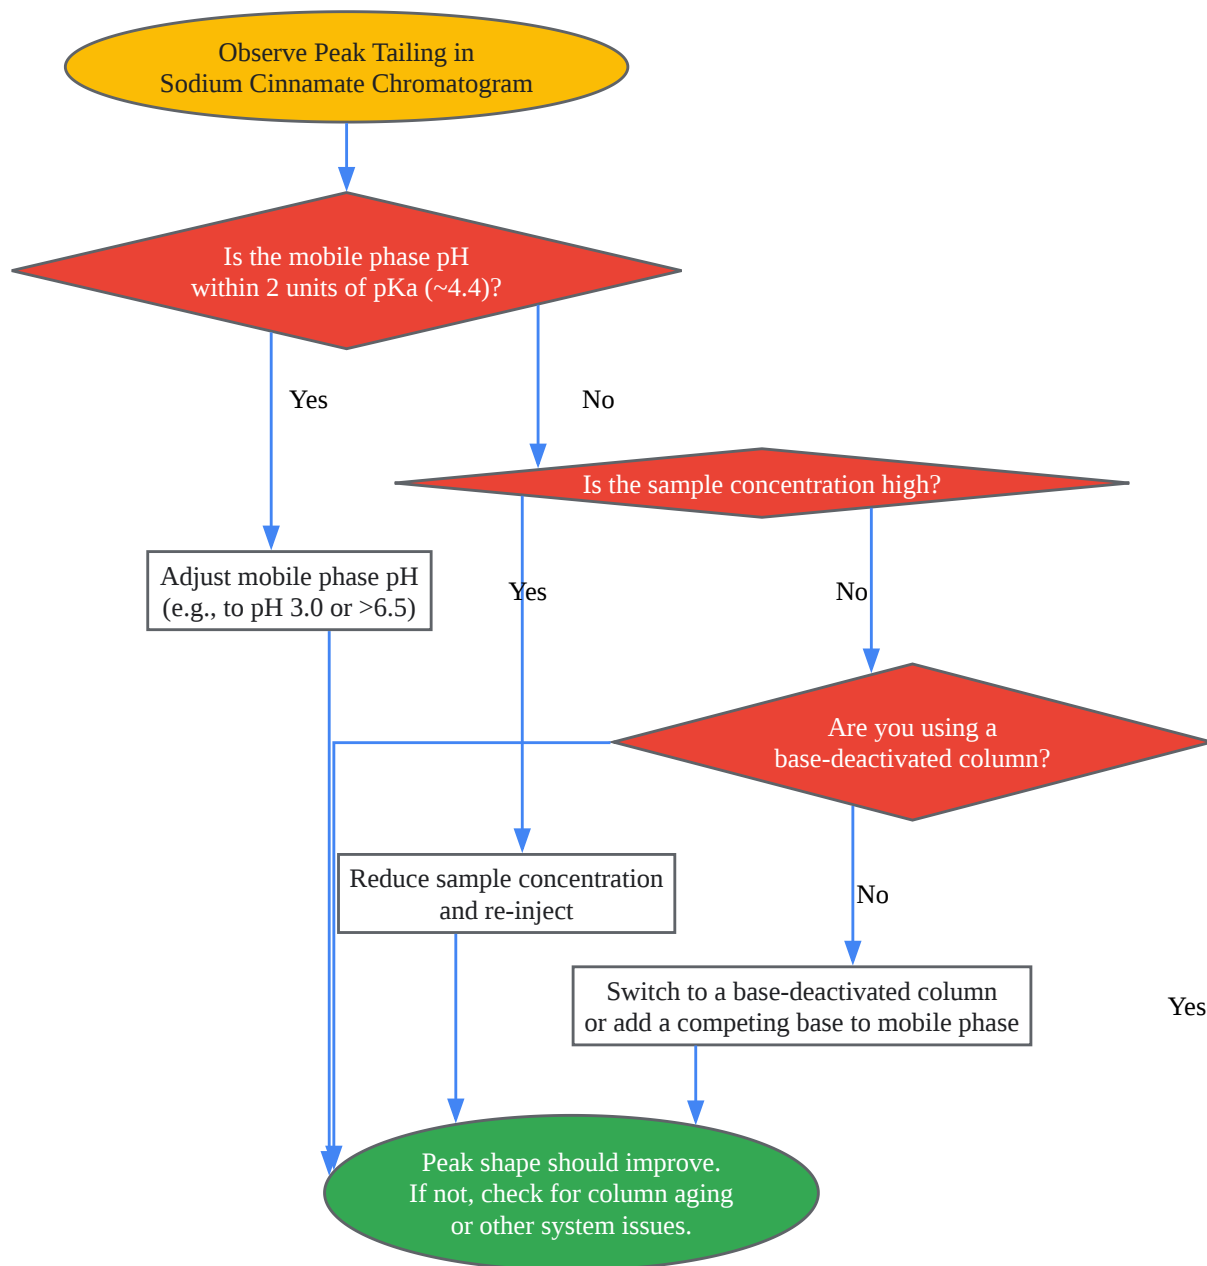 Observe Peak Tailing in
Sodium Cinnamate Chromatogram
Is the mobile phase pH
within 2 units of pKa (~4.4)?
Yes
No
Is the sample concentration high?
Adjust mobile phase pH
(e.g., to pH 3.0 or >6.5)
Yes
No
Are you using a
base-deactivated column?
Reduce sample concentration
and re-inject
No
Switch to a base-deactivated column
or add a competing base to mobile phase
Yes
Peak shape should improve.
If not, check for column aging
or other system issues.